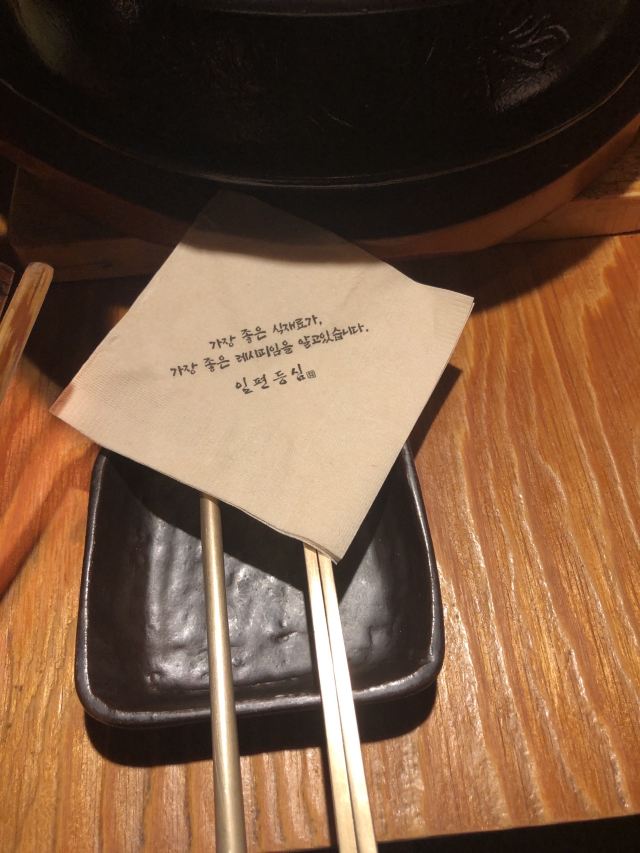 가장 좋은 식재료가,
가장 좋은 레시피임을 알고있습니다.
일편등심